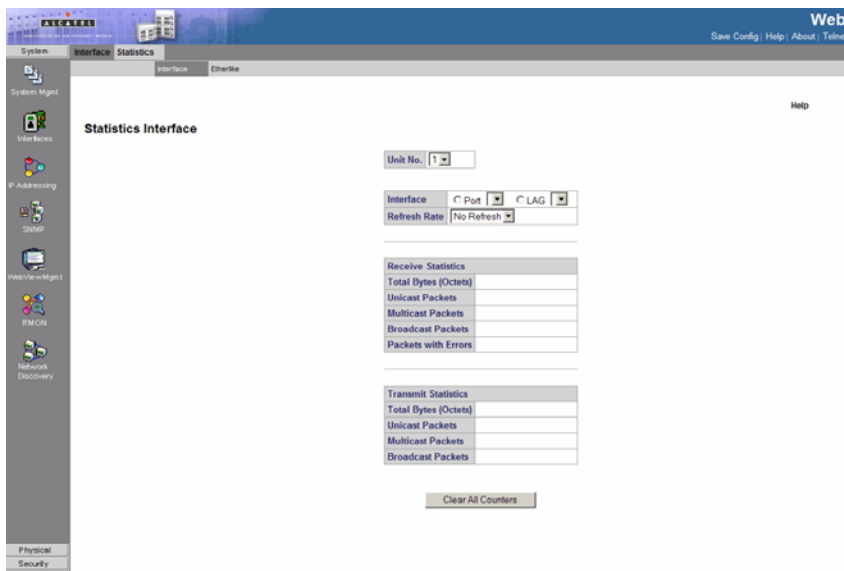 ALCATEL
Web
Save Config | Help | About | Telne
System
Interface Statistics
Interface Etherlike
System Mgmt
Help
Statistics Interface
Interfaces
Unit No. 1
IP Addressing
Interface Port LAG
Refresh Rate No Refresh
SNMP
Receive Statistics
WebViewMgmt
Total Bytes (Octets)
Unicast Packets
Multicast Packets
RMON
Broadcast Packets
Packets with Errors
Network
Discovery
Transmit Statistics
Total Bytes (Octets)
Unicast Packets
Multicast Packets
Broadcast Packets
Clear All Counters
Physical
Security